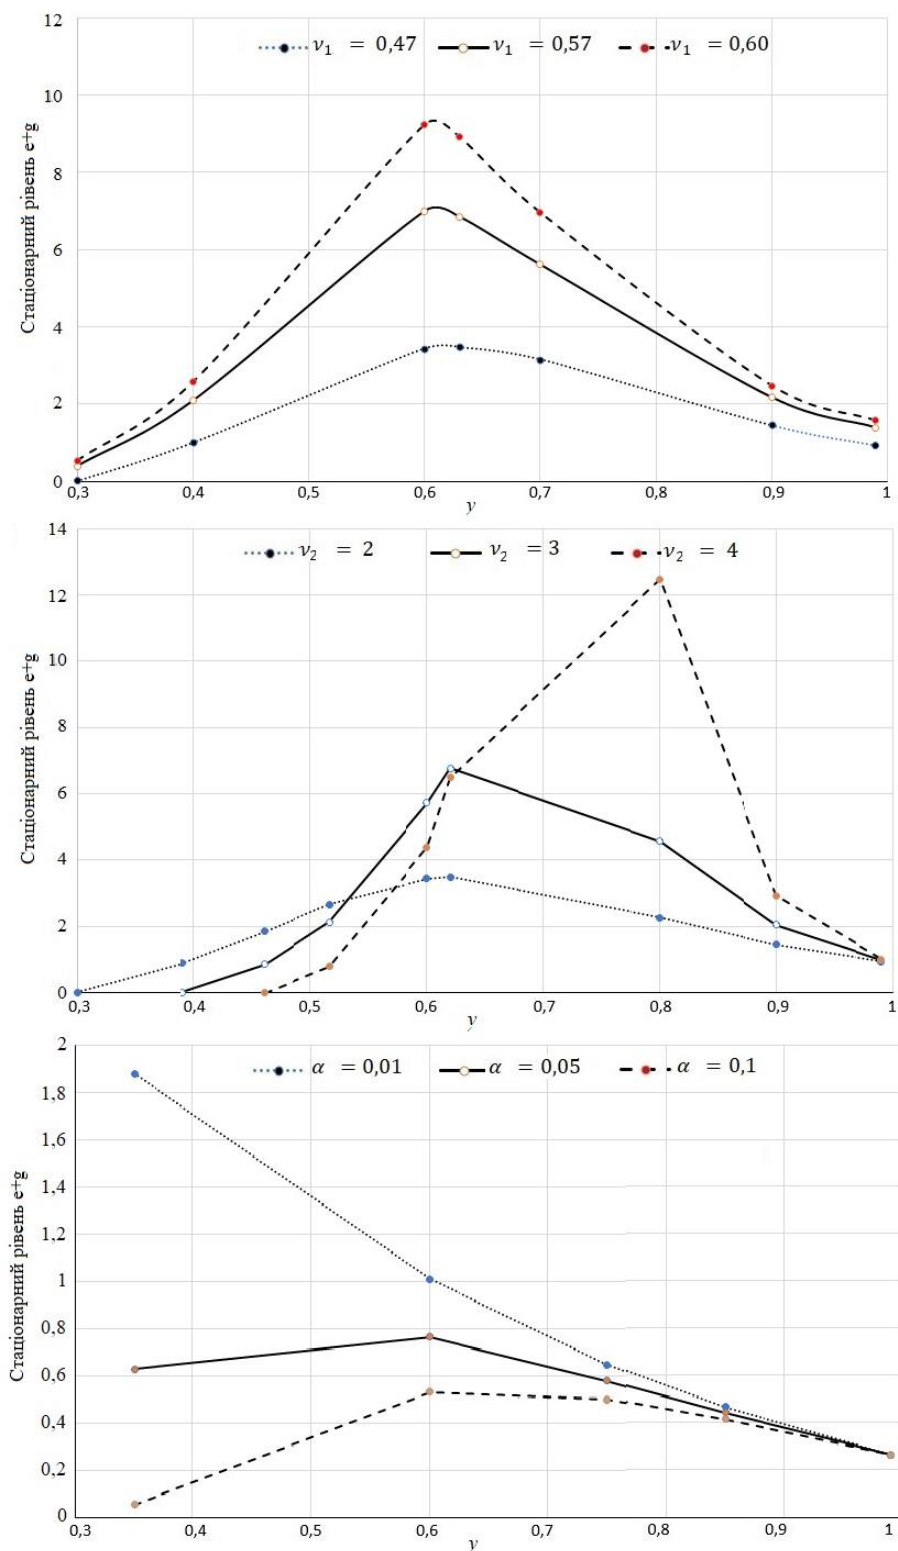 12
10
8
6
4
2
0
Стаціонарний рівень e+g
ν₁ = 0,47 ν₁ = 0,57 ν₁ = 0,60
0,3 0,4 0,5 0,6 0,7 0,8 0,9 1
y
14
12
10
8
6
4
2
0
Стаціонарний рівень e+g
ν₂ = 2 ν₂ = 3 ν₂ = 4
0,3 0,4 0,5 0,6 0,7 0,8 0,9 1
y
2
1,8
1,6
1,4
1,2
1
0,8
0,6
0,4
0,2
0
Стаціонарний рівень e+g
α = 0,01 α = 0,05 α = 0,1
0,3 0,4 0,5 0,6 0,7 0,8 0,9 1
y